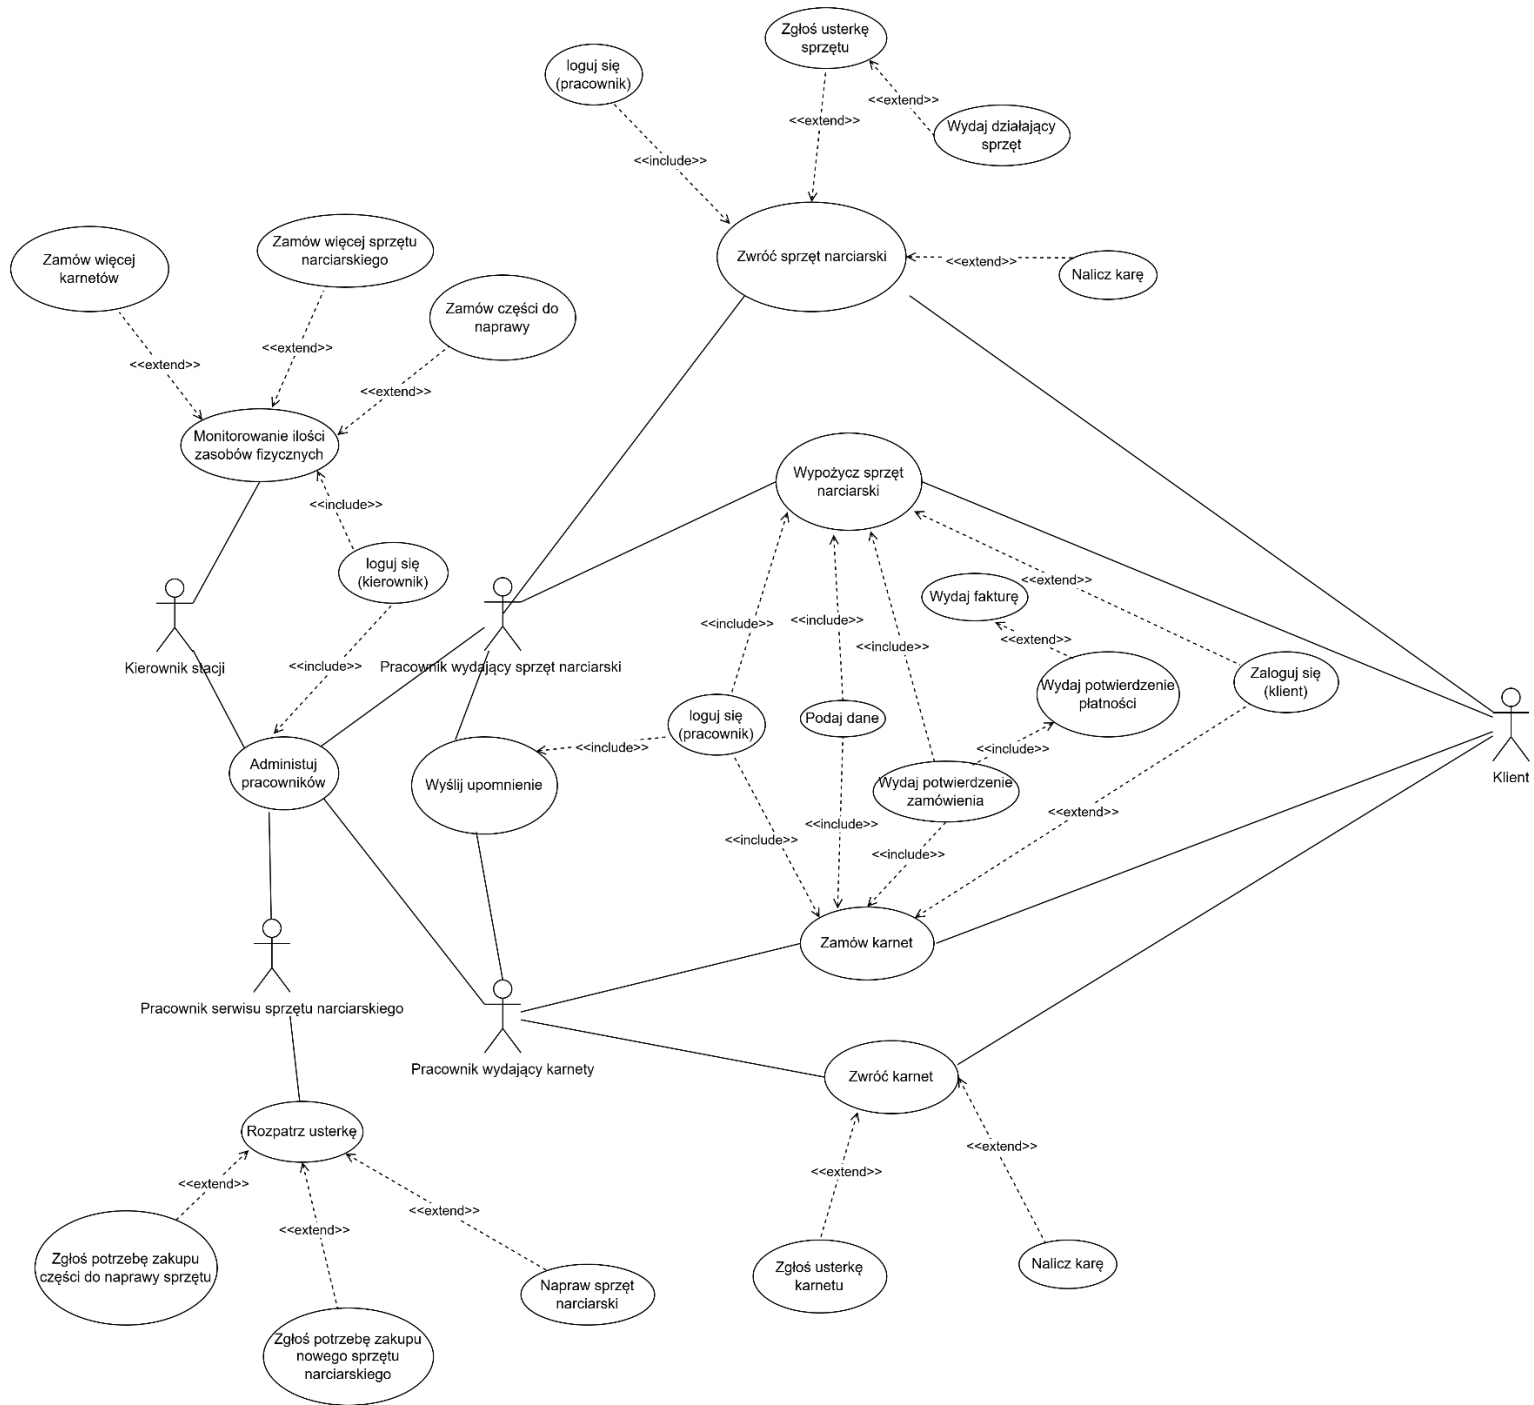 Zgłoś usterkę
sprzętu
loguj się
(pracownik)
<<extend>>
<<extend>>
Wydaj działający
sprzęt
<<include>>
Zamów więcej
karnetów
Zamów więcej sprzętu
narciarskiego
Zwróć sprzęt narciarski
<<extend>>
Nalicz karę
Zamów części do
naprawy
<<extend>>
<<extend>>
<<extend>>
Monitorowanie ilości
zasobów fizycznych
Wypożycz sprzęt
narciarski
<<include>>
loguj się
(kierownik)
<<extend>>
Wydaj fakturę
<<include>>
<<include>>
<<include>>
<<extend>>
<<include>>
Kierownik stacji
Pracownik wydający sprzęt narciarski
Zaloguj się
(klient)
Wydaj potwierdzenie
płatności
loguj się
(pracownik)
Podaj dane
<<include>>
<<include>>
Klient
Administuj
pracowników
Wyślij upomnienie
Wydaj potwierdzenie
zamówienia
<<extend>>
<<include>>
<<include>>
<<include>>
Zamów karnet
Pracownik serwisu sprzętu narciarskiego
Pracownik wydający karnety
Zwróć karnet
Rozpatrz usterkę
<<extend>>
<<extend>>
<<extend>>
<<extend>>
<<extend>>
Zgłoś potrzebę zakupu
części do naprawy sprzętu
Zgłoś usterkę
karnetu
Nalicz karę
Napraw sprzęt
narciarski
Zgłoś potrzebę zakupu
nowego sprzętu
narciarskiego